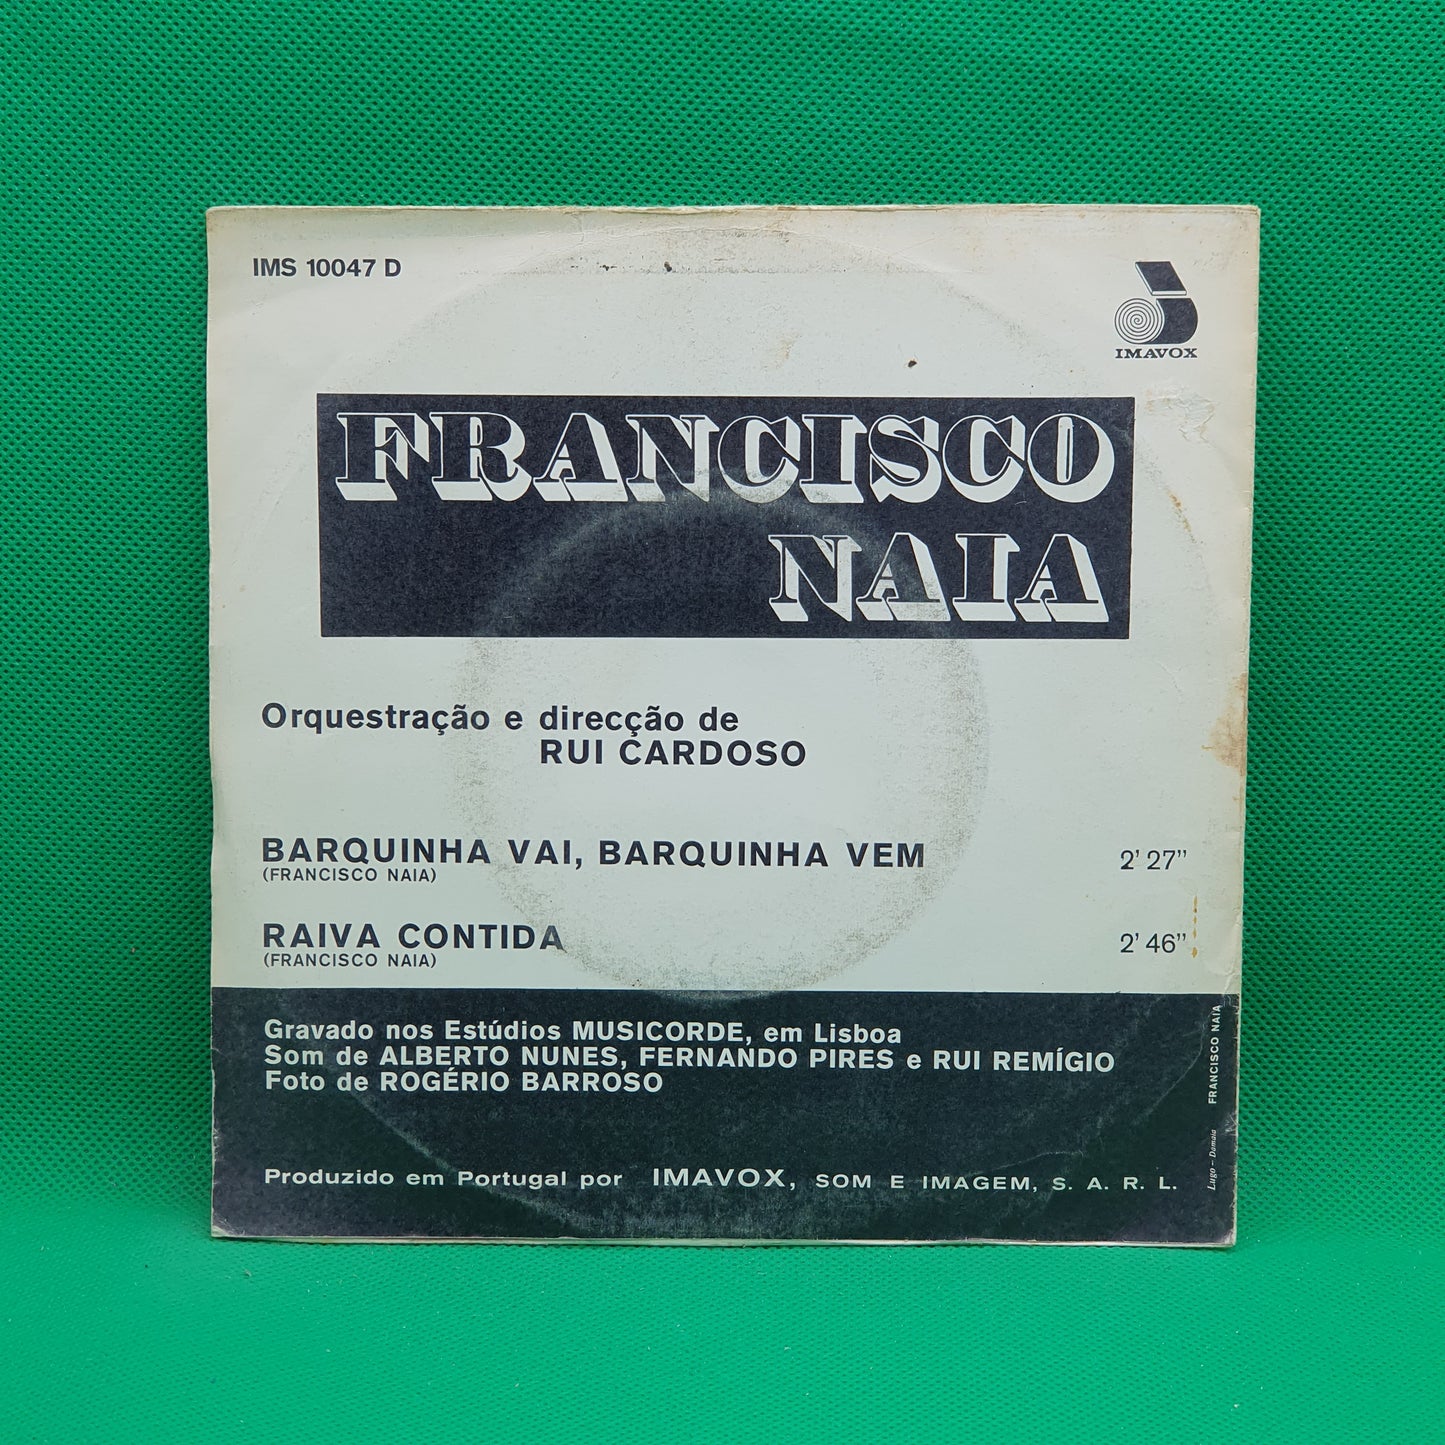 IMS 10047 D
IMAVOX
FRANCISCO
NAIA
Orquestração e direcção de
RUI CARDOSO
BARQUINHA VAI, BARQUINHA VEM 2' 27"
(FRANCISCO NAIA)
RAIVA CONTIDA 2' 46"
(FRANCISCO NAIA)
Gravado nos Estúdios MUSICORDE, em Lisboa
Som de ALBERTO NUNES, FERNANDO PIRES e RUI REMÍGIO
Foto de ROGÉRIO BARROSO
Produzido em Portugal por IMAVOX, SOM E IMAGEM, S. A. R. L.
Lugo - Damaia FRANCISCO NAIA